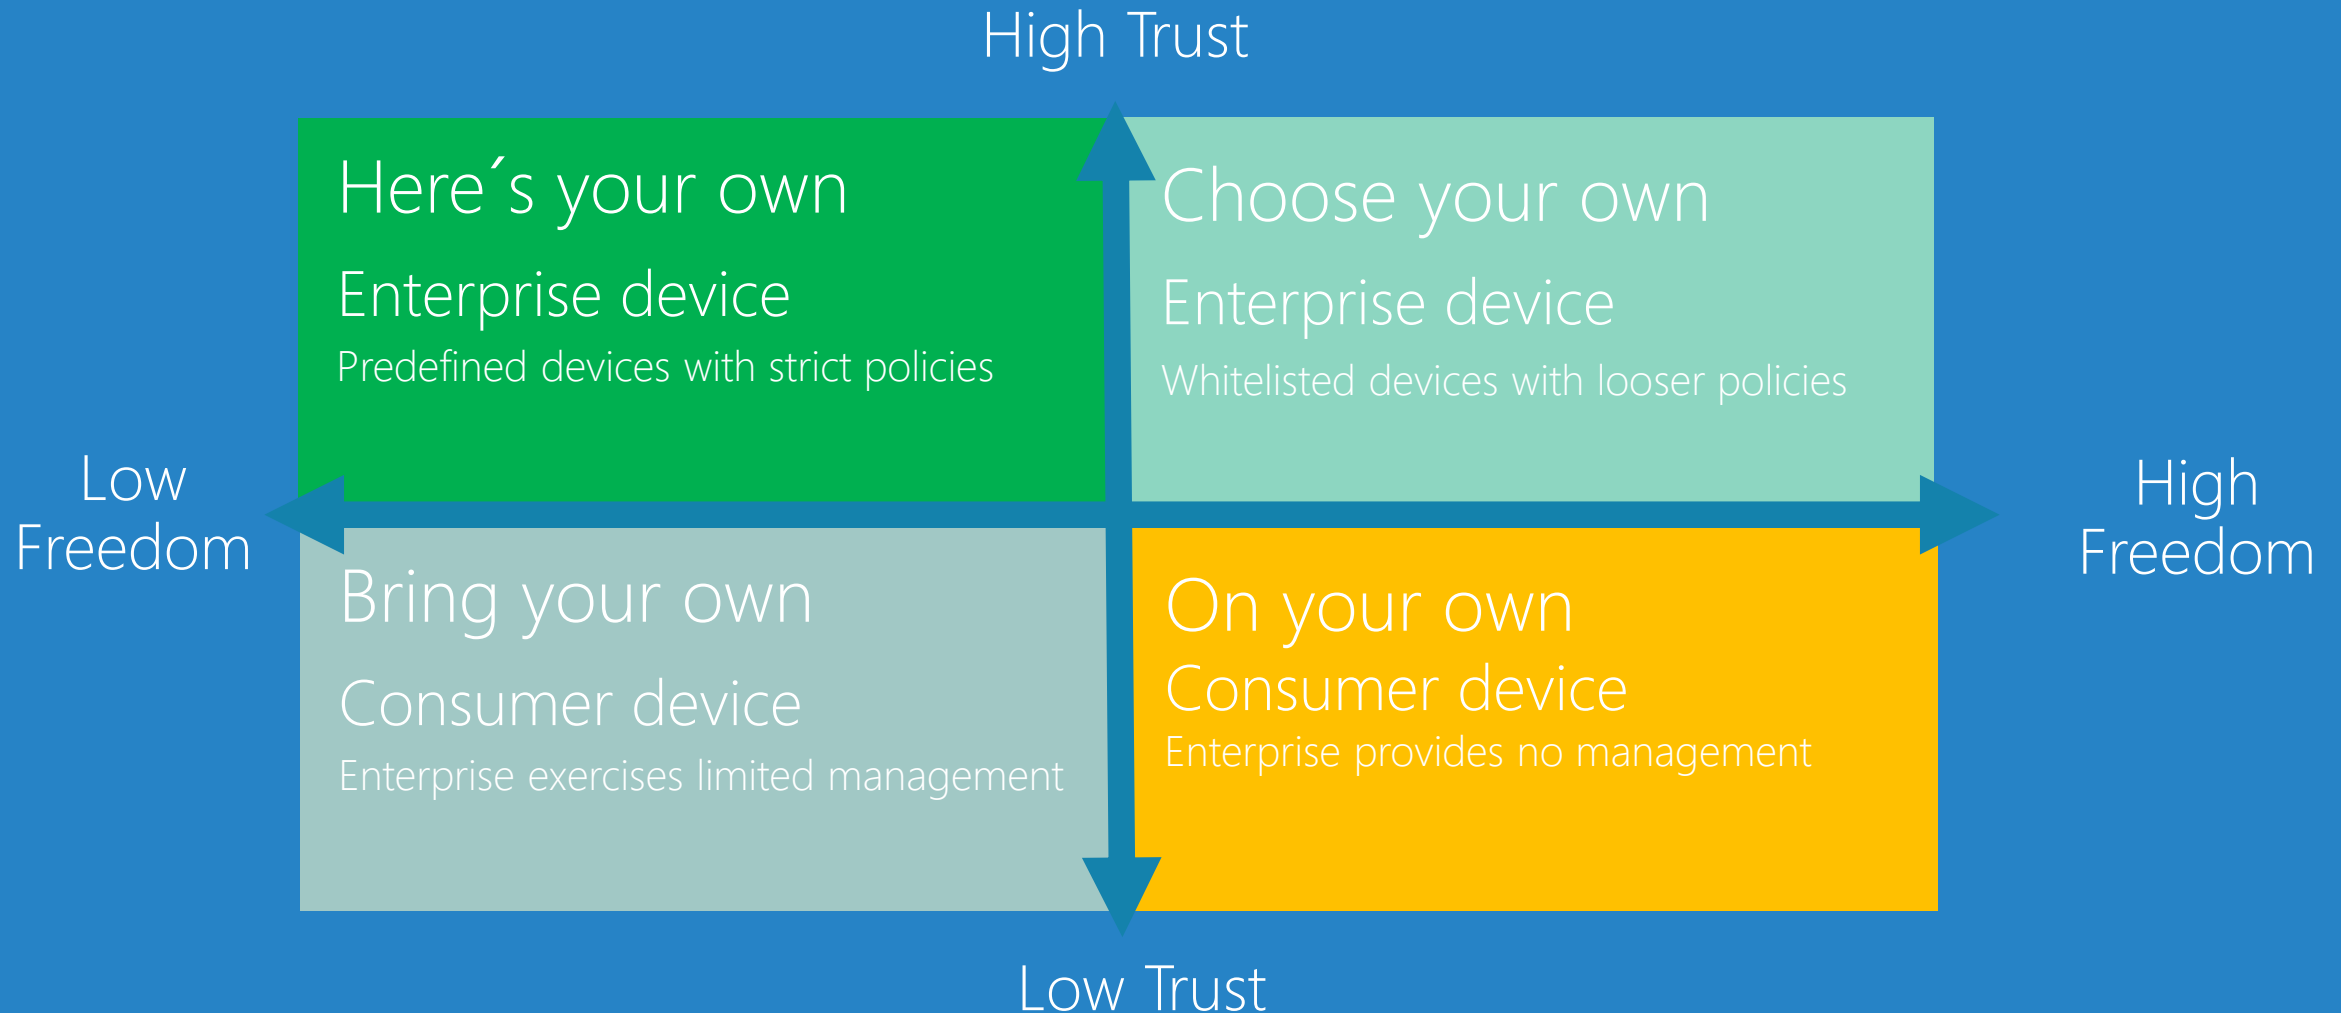 High Trust
Here´s your own
Enterprise device
Predefined devices with strict policies
Choose your own
Enterprise device
Whitelisted devices with looser policies
Low
Freedom
High
Freedom
Bring your own
Consumer device
Enterprise exercises limited management
On your own
Consumer device
Enterprise provides no management
Low Trust